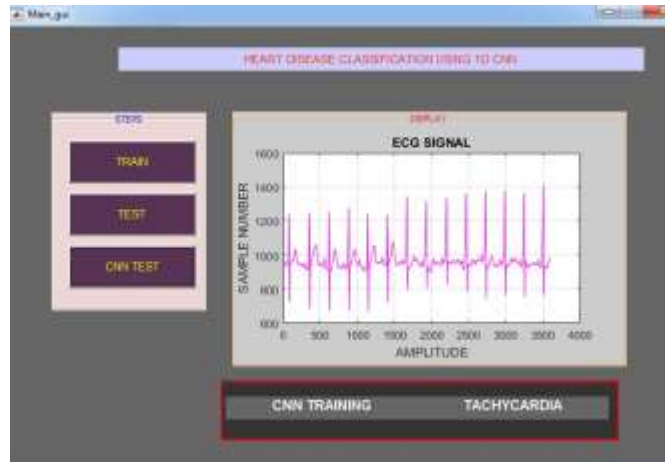 Main_gui
HEART DISEASE CLASSIFICATION USING 1D CNN
STEPS
TRAIN
TEST
CNN TEST
DISPLAY
ECG SIGNAL
1600
1400
1200
1000
800
600
SAMPLE NUMBER
0 500 1000 1500 2000 2500 3000 3500 4000
AMPLITUDE
CNN TRAINING TACHYCARDIA